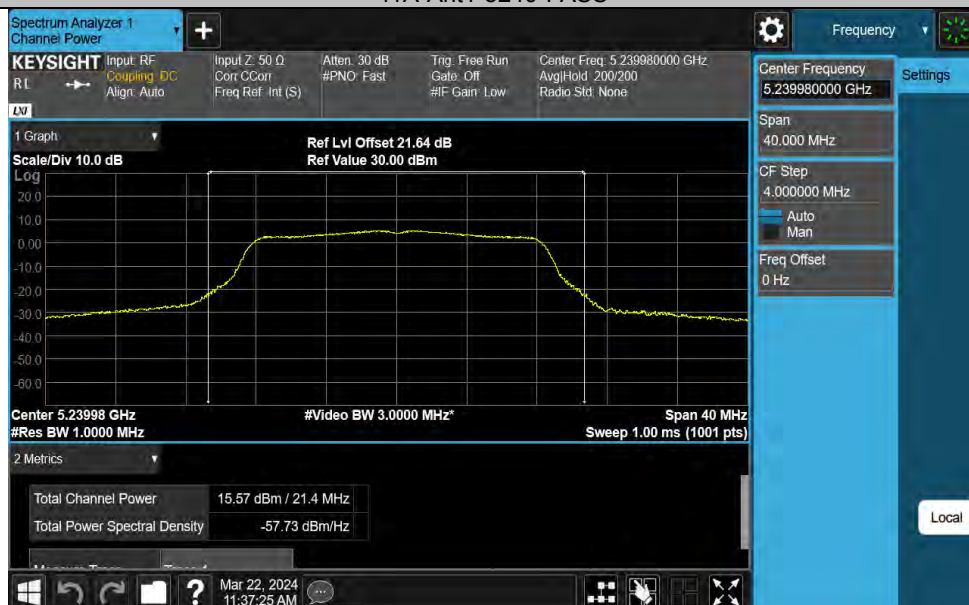 Spectrum Analyzer 1
Channel Power
Frequency
KEYSIGHT
Input: RF
Coupling: DC
Align: Auto
Input Z: 50 Ω
Corr CCorr
Freq Ref: Int (S)
Atten: 30 dB
#PNO: Fast
Trig: Free Run
Gate: Off
#IF Gain: Low
Center Freq: 5.239980000 GHz
Avg|Hold: 200/200
Radio Std: None
LXI
Center Frequency
5.239980000 GHz
Settings
Span
40.000 MHz
CF Step
4.000000 MHz
Auto
Man
Freq Offset
0 Hz
1 Graph
Scale/Div 10.0 dB
Ref Lvl Offset 21.64 dB
Ref Value 30.00 dBm
Log
20.0
10.0
0.00
-10.0
-20.0
-30.0
-40.0
-50.0
-60.0
Center 5.23998 GHz
#Video BW 3.0000 MHz*
Span 40 MHz
#Res BW 1.0000 MHz
Sweep 1.00 ms (1001 pts)
2 Metrics
Total Channel Power
15.57 dBm / 21.4 MHz
Total Power Spectral Density
-57.73 dBm/Hz
Local
?
Mar 22, 2024
11:37:25 AM